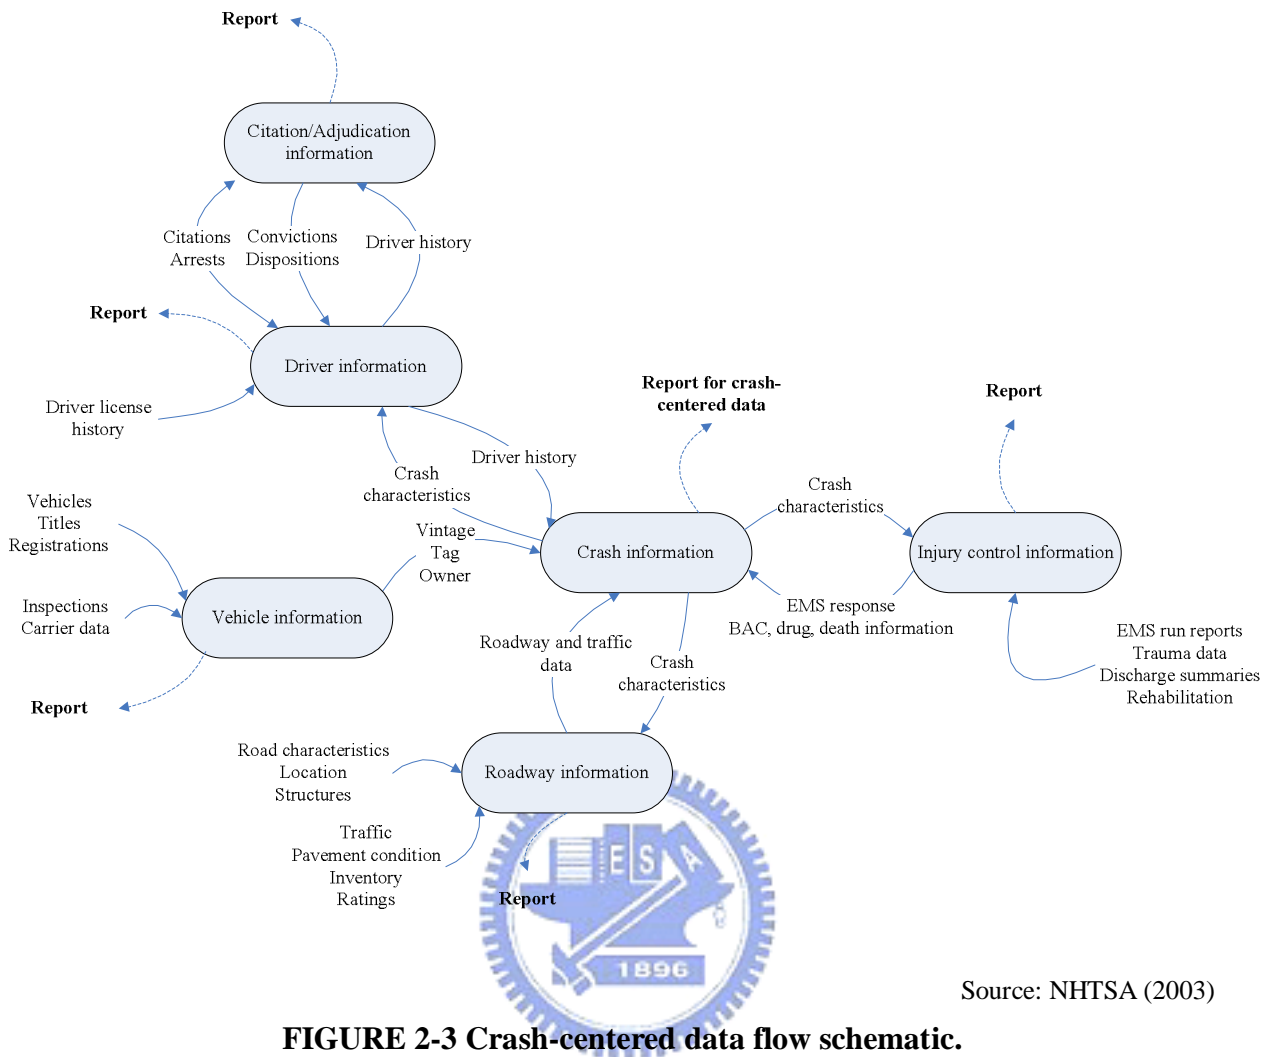 Report
Citation/Adjudication
information
Citations
Arrests
Convictions
Dispositions
Driver history
Report
Driver information
Driver license
history
Report for crash-
centered data
Report
Driver history
Crash
characteristics
Crash
characteristics
Vehicles
Titles
Registrations
Vintage
Tag
Owner
Crash information
Injury control information
Inspections
Carrier data
Vehicle information
EMS response
BAC, drug, death information
EMS run reports
Trauma data
Discharge summaries
Rehabilitation
Roadway and traffic
data
Crash
characteristics
Report
Road characteristics
Location
Structures
Roadway information
Traffic
Pavement condition
Inventory
Ratings
Report
E S A
1896
Source: NHTSA (2003)
FIGURE 2-3 Crash-centered data flow schematic.